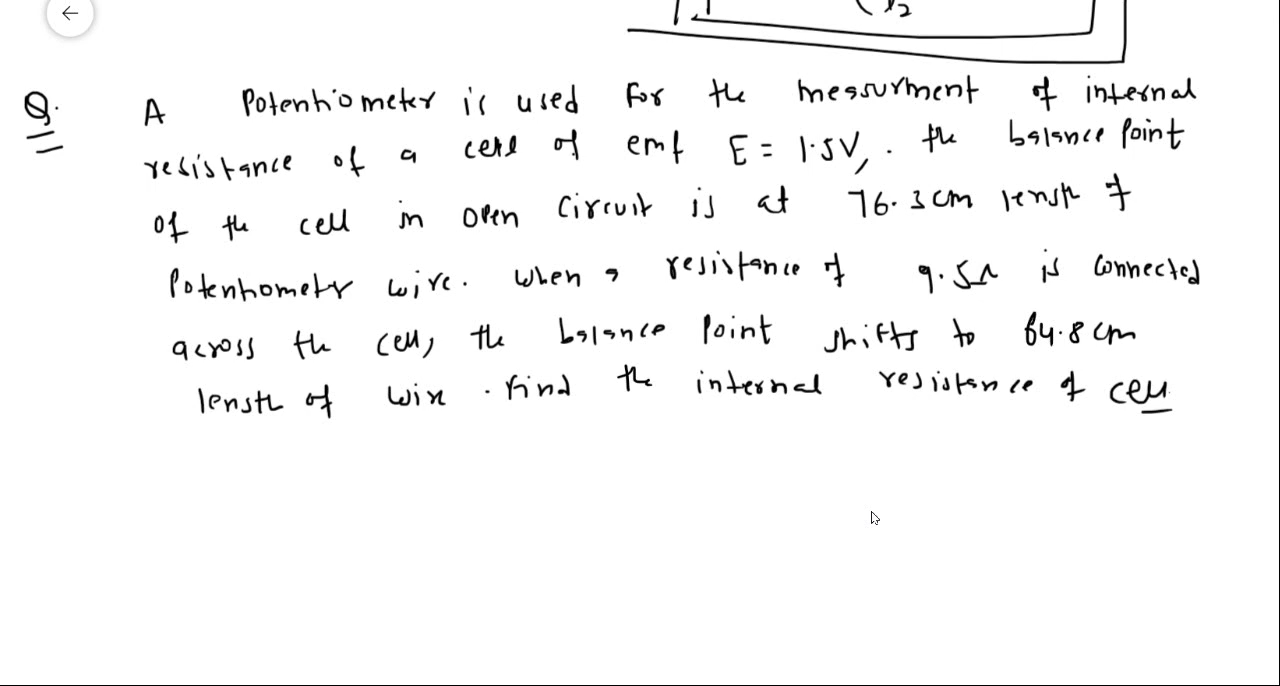 l2
Q. A Potentiometer is used for the messurment of internal
resistance of a cell of emf E = 1.5V, . the balance Point
of the cell in open circuit is at 76.3cm length of
Potentiometer wire. when a resistance of 9.5Ω is connected
across the cell, the balance Point shifts to 64.8cm
length of wire . find the internal resistance of cell